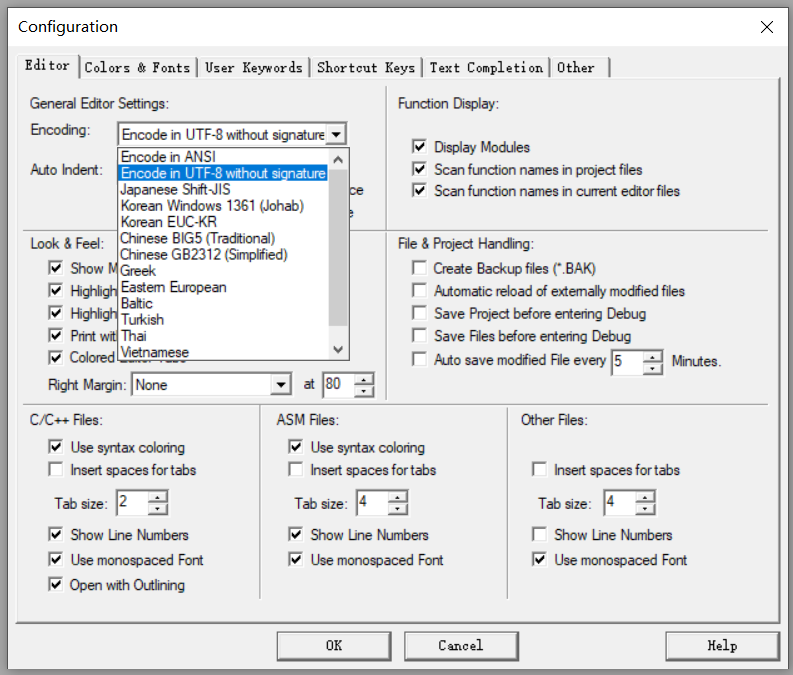 Configuration
Editor
Colors & Fonts
User Keywords
Shortcut Keys
Text Completion
Other
General Editor Settings:
Encoding:
Encode in UTF-8 without signature
Encode in ANSI
Encode in UTF-8 without signature
Japanese Shift-JIS
Korean Windows 1361 (Johab)
Korean EUC-KR
Chinese BIG5 (Traditional)
Chinese GB2312 (Simplified)
Greek
Eastern European
Baltic
Turkish
Thai
Vietnamese
Auto Indent:
Look & Feel:
Show
Print
Colored
Right Margin:
None
at
80
Function Display:
Display Modules
Scan function names in project files
Scan function names in current editor files
File & Project Handling:
Create Backup files (*.BAK)
Automatic reload of externally modified files
Save Project before entering Debug
Save Files before entering Debug
Auto save modified File every 5 Minutes.
C/C++ Files:
Use syntax coloring
Insert spaces for tabs
Tab size: 2
Show Line Numbers
Use monospaced Font
Open with Outlining
ASM Files:
Use syntax coloring
Insert spaces for tabs
Tab size: 4
Show Line Numbers
Use monospaced Font
Other Files:
Insert spaces for tabs
Tab size: 4
Show Line Numbers
Use monospaced Font
OK
Cancel
Help